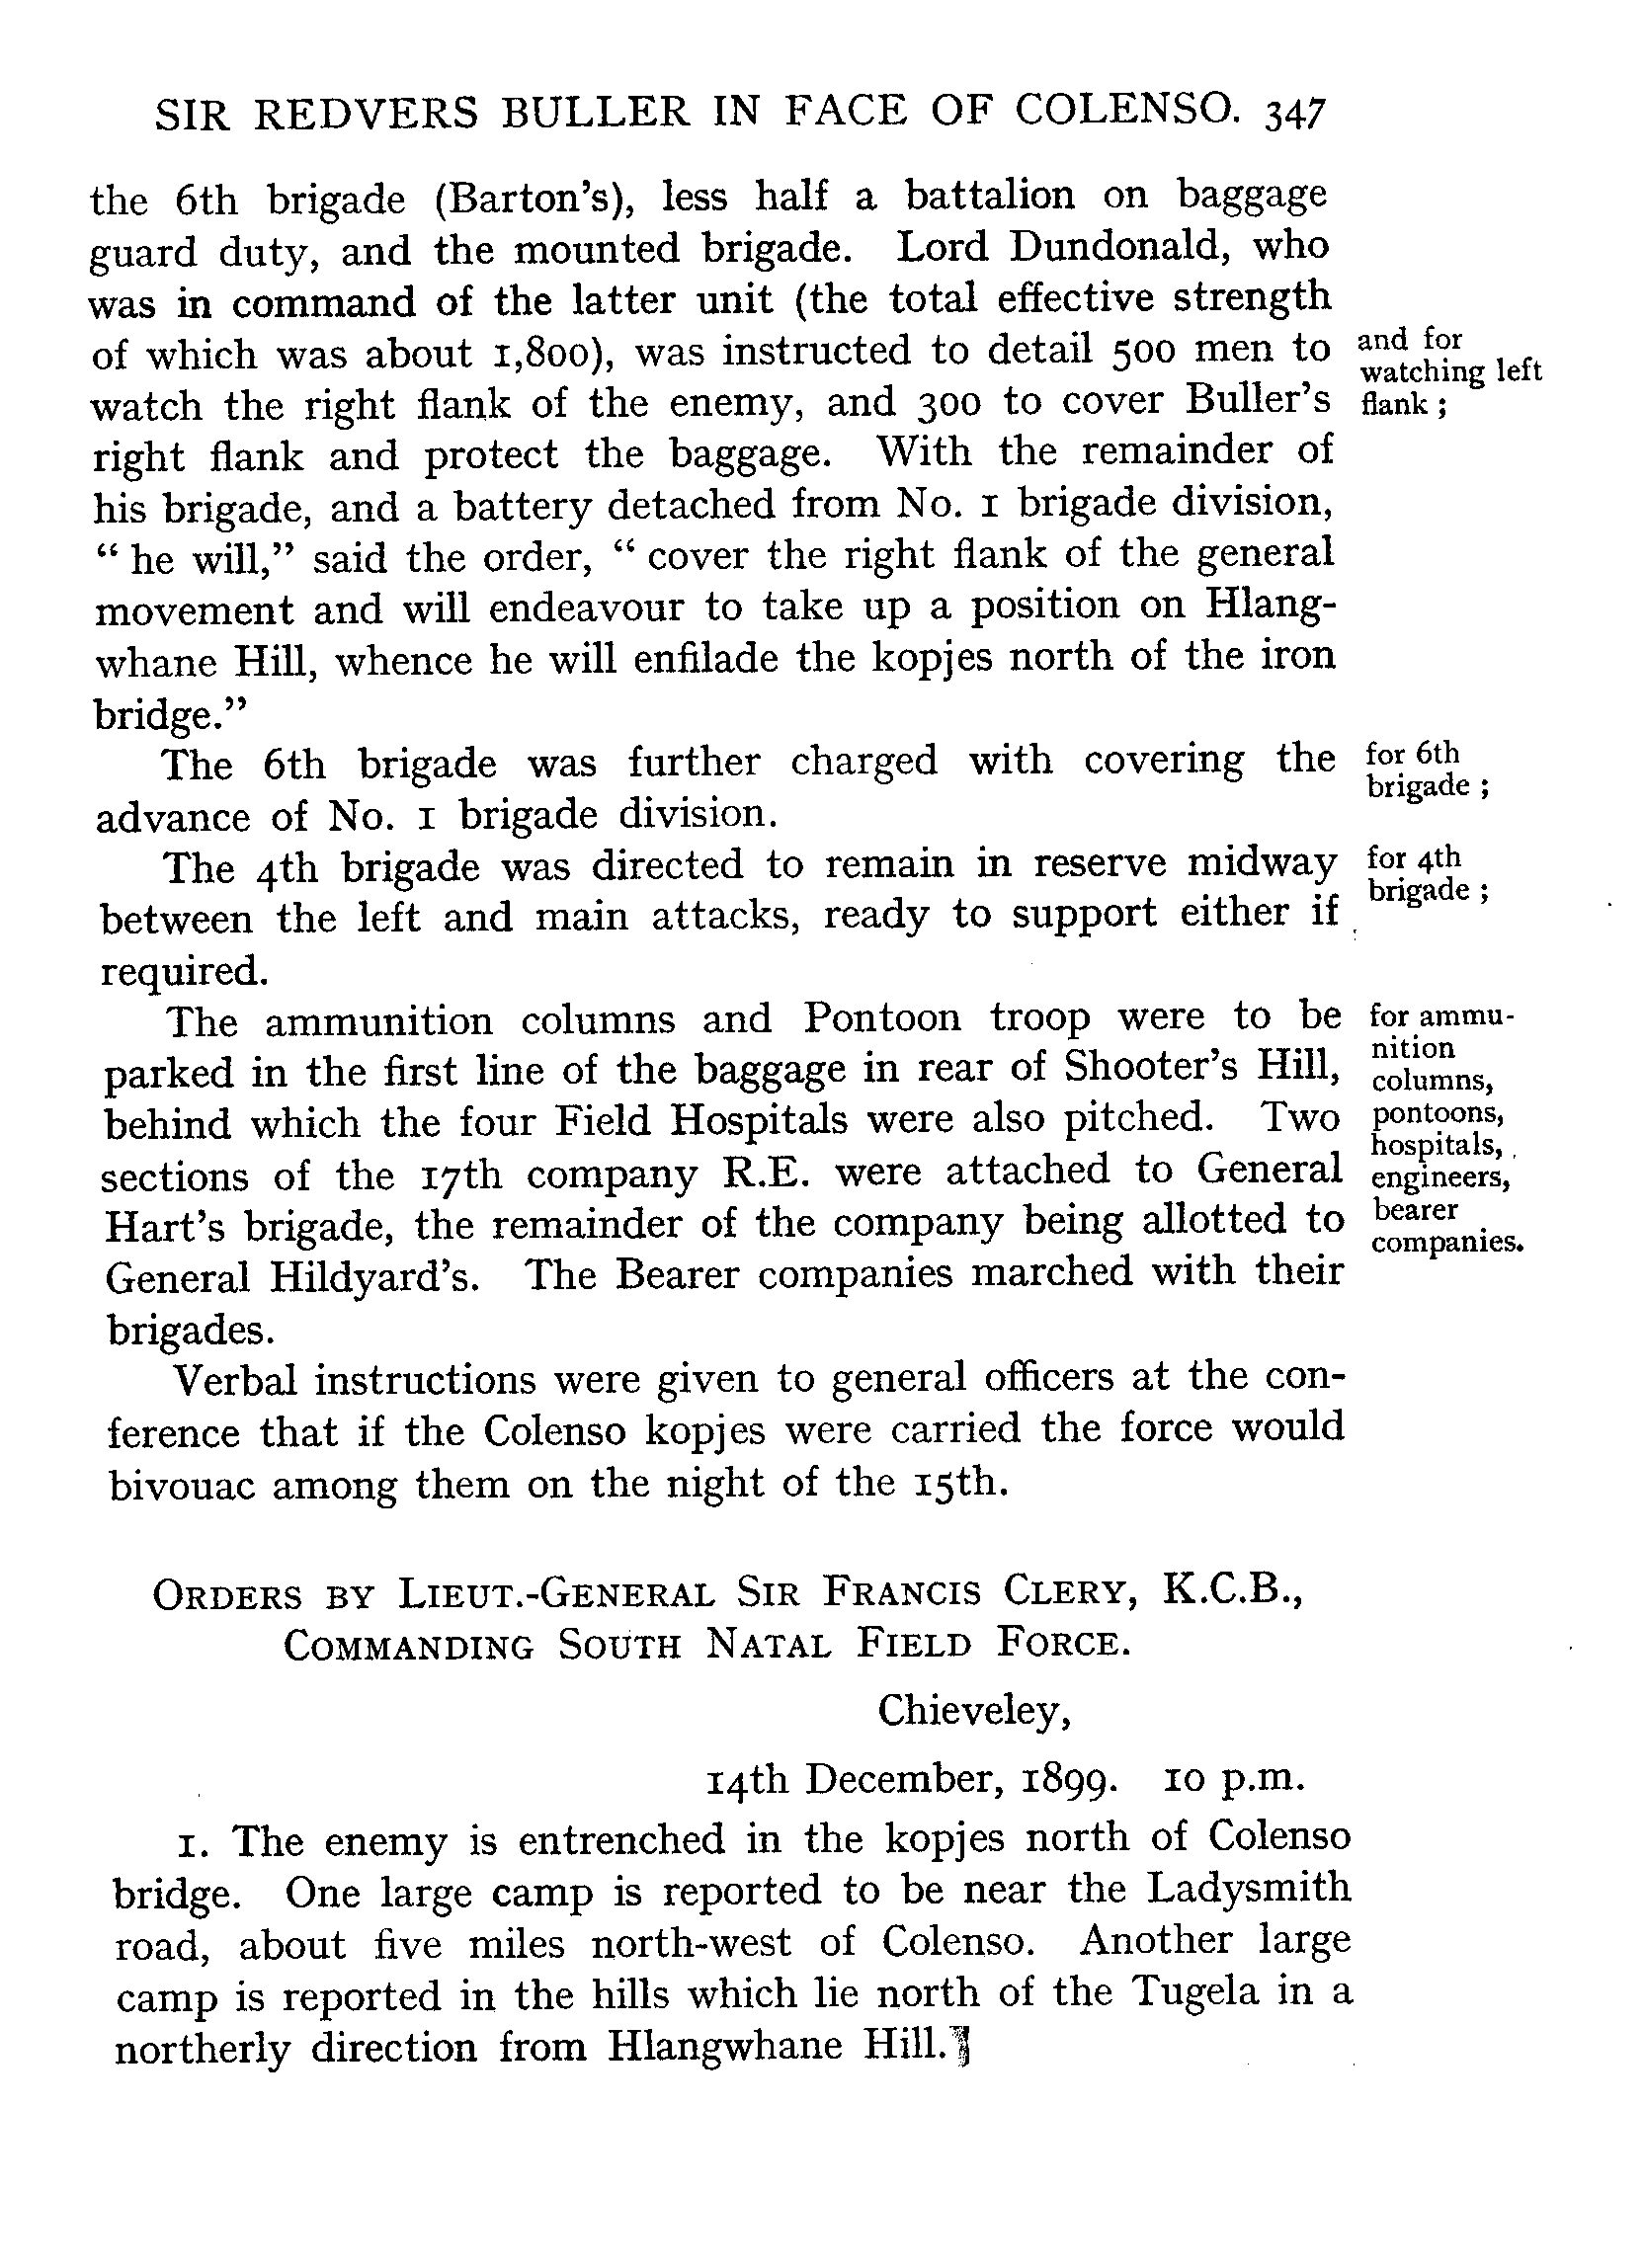 SIR REDVERS BULLER IN FACE OF COLENSO. 347
the 6th brigade (Barton's), less half a battalion on baggage
guard duty, and the mounted brigade. Lord Dundonald, who
was in command of the latter unit (the total effective strength
of which was about 1,800), was instructed to detail 500 men to
watch the right flank of the enemy, and 300 to cover Buller's
right flank and protect the baggage. With the remainder of
his brigade, and a battery detached from No. 1 brigade division,
“ he will,” said the order, “ cover the right flank of the general
movement and will endeavour to take up a position on Hlang-
whane Hill, whence he will enfilade the kopjes north of the iron
bridge.”
and for
watching left
flank ;
The 6th brigade was further charged with covering the
advance of No. 1 brigade division.
for 6th
brigade ;
The 4th brigade was directed to remain in reserve midway
between the left and main attacks, ready to support either if
required.
for 4th
brigade ;
The ammunition columns and Pontoon troop were to be
parked in the first line of the baggage in rear of Shooter's Hill,
behind which the four Field Hospitals were also pitched. Two
sections of the 17th company R.E. were attached to General
Hart's brigade, the remainder of the company being allotted to
General Hildyard's. The Bearer companies marched with their
brigades.
for ammu-
nition
columns,
pontoons,
hospitals,
engineers,
bearer
companies.
Verbal instructions were given to general officers at the con-
ference that if the Colenso kopjes were carried the force would
bivouac among them on the night of the 15th.
ORDERS BY LIEUT.-GENERAL SIR FRANCIS CLERY, K.C.B.,
COMMANDING SOUTH NATAL FIELD FORCE.
Chieveley,
14th December, 1899. 10 p.m.
1. The enemy is entrenched in the kopjes north of Colenso
bridge. One large camp is reported to be near the Ladysmith
road, about five miles north-west of Colenso. Another large
camp is reported in the hills which lie north of the Tugela in a
northerly direction from Hlangwhane Hill.